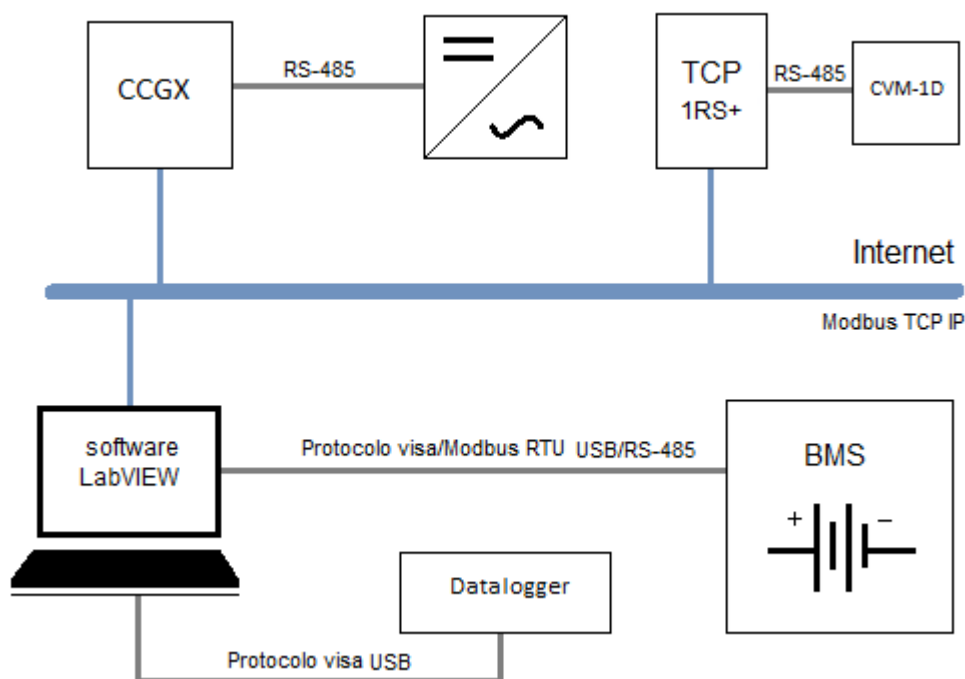 CCGX
RS-485
TCP
1RS+
RS-485
CVM-1D
Internet
Modbus TCP IP
software
LabVIEW
Protocolo visa/Modbus RTU USB/RS-485
BMS
+ −
Datalogger
Protocolo visa USB